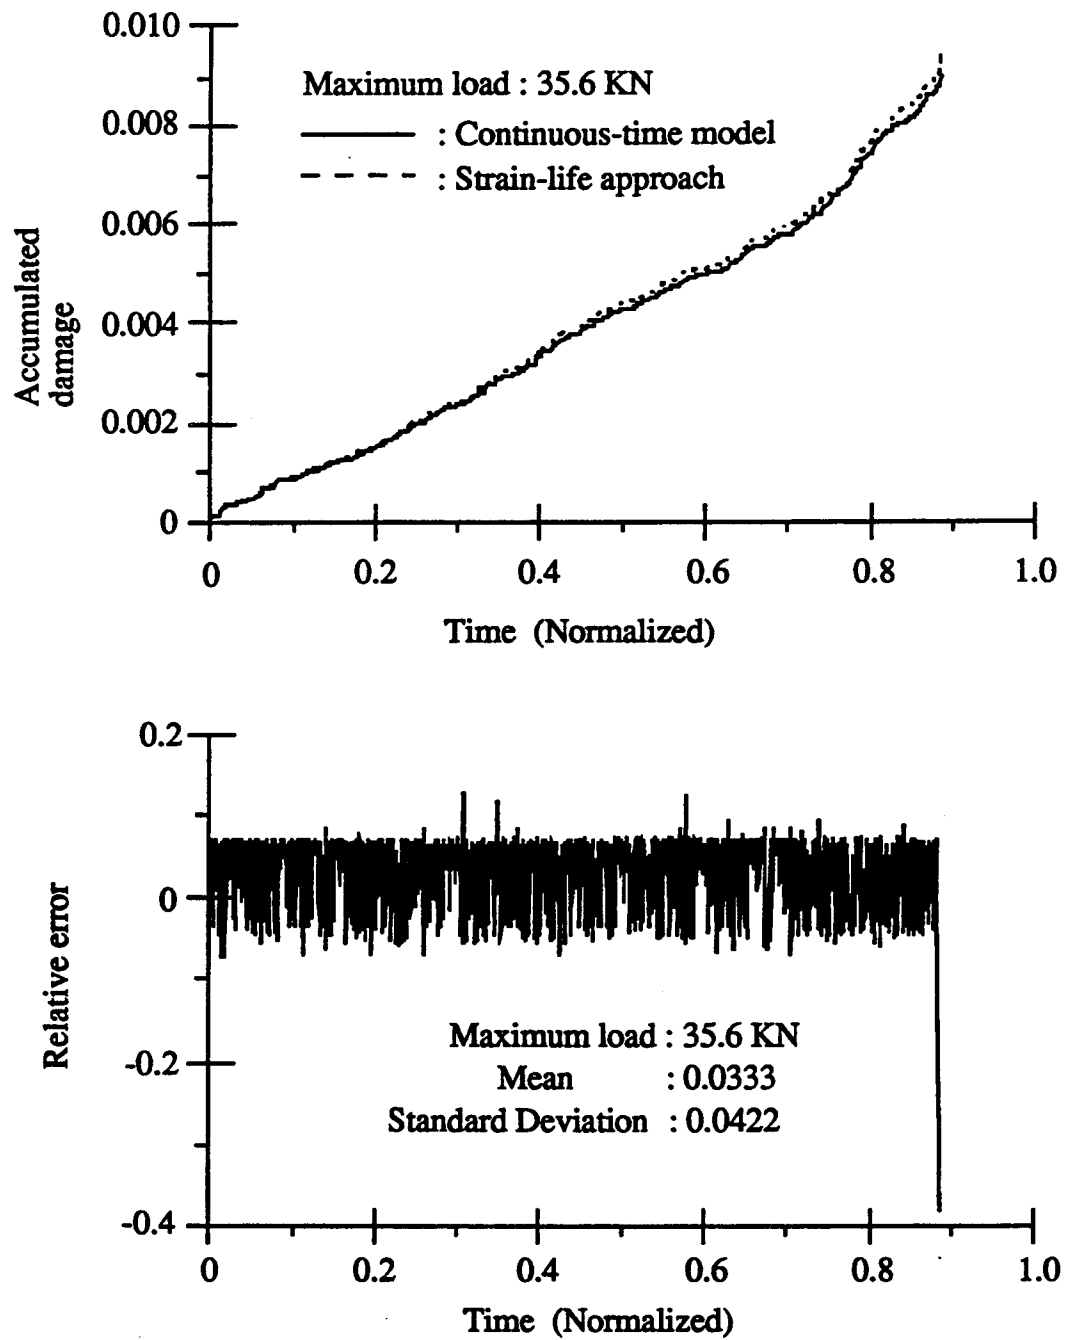 0.010
Maximum load : 35.6 KN
0.008
: Continuous-time model
: Strain-life approach
0.006
0.004
0.002
0
Accumulated
damage
0
0.2
0.4
0.6
0.8
1.0
Time (Normalized)
0.2
0
-0.2
-0.4
Relative error
Maximum load : 35.6 KN
Mean : 0.0333
Standard Deviation : 0.0422
0
0.2
0.4
0.6
0.8
1.0
Time (Normalized)